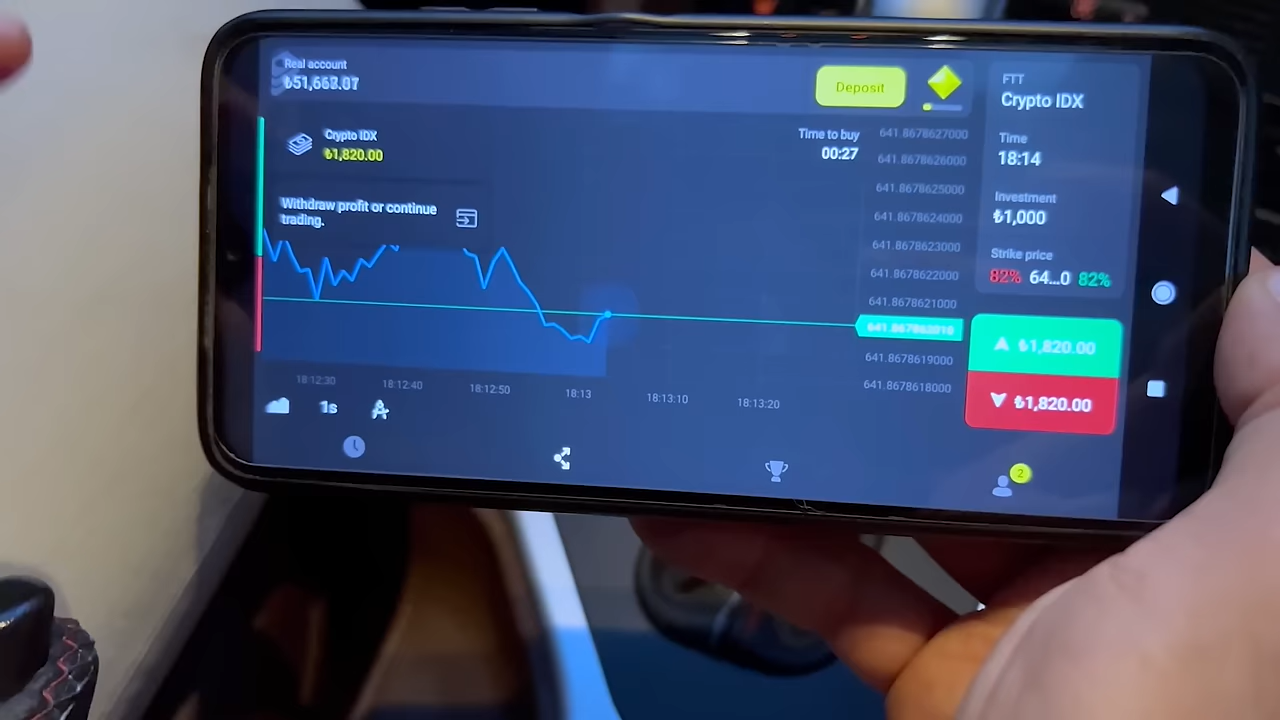 Real account
Deposit
FTT
Crypto IDX
Crypto IDX
₺1,820.00
Time to buy
00:27
Time
18:14
Withdraw profit or continue
trading.
Investment
₺1,000
Strike price
82% 64...0 82%
641.8678627000
641.8678626000
641.8678625000
641.8678624000
641.8678623000
641.8678622000
641.8678621000
641.8678619000
641.8678618000
₺1,820.00
₺1,820.00
18:12:30
18:12:40
18:12:50
18:13
18:13:10
18:13:20
1s
2